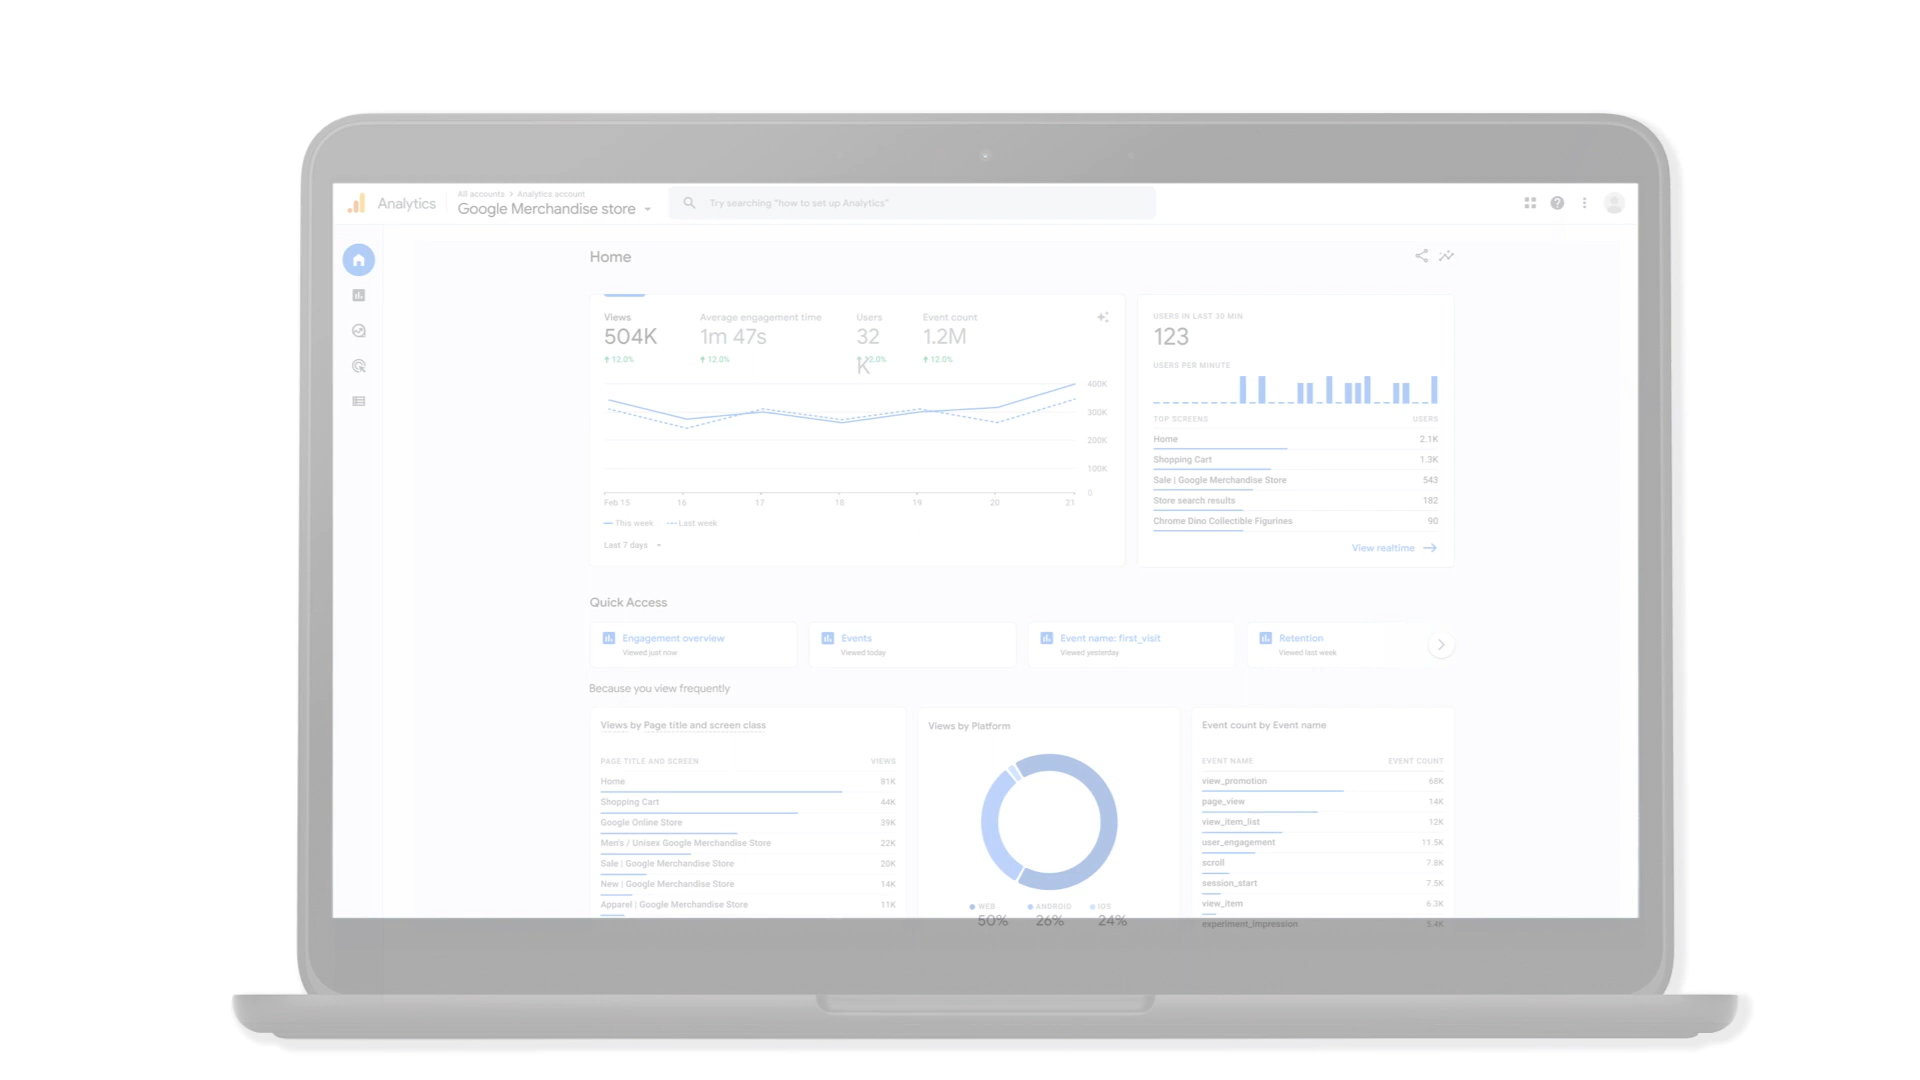 All accounts > Analytics account
Analytics
Google Merchandise store
Try searching "how to set up Analytics"
Home
Views
Average engagement time
Users
Event count
504K
1m 47s
32
K
1.2M
12.0%
12.0%
12.0%
12.0%
400K
300K
200K
100K
0
Feb 15
16
17
18
19
20
21
This week
Last week
Last 7 days
USERS IN LAST 30 MIN
123
USERS PER MINUTE
TOP SCREENS
USERS
Home
2.1K
Shopping Cart
1.3K
Sale | Google Merchandise Store
543
Store search results
182
Chrome Dino Collectible Figurines
90
View realtime
Quick Access
Engagement overview
Viewed just now
Events
Viewed today
Event name: first_visit
Viewed yesterday
Retention
Viewed last week
Because you view frequently
Views by Page title and screen class
PAGE TITLE AND SCREEN
VIEWS
Home
81K
Shopping Cart
44K
Google Online Store
39K
Men's / Unisex Google Merchandise Store
22K
Sale | Google Merchandise Store
20K
New | Google Merchandise Store
14K
Apparel | Google Merchandise Store
11K
Views by Platform
WEB
ANDROID
IOS
50%
26%
24%
Event count by Event name
EVENT NAME
EVENT COUNT
view_promotion
68K
page_view
14K
view_item_list
12K
user_engagement
11.5K
scroll
7.8K
session_start
7.5K
view_item
6.3K
experiment_impression
5.4K